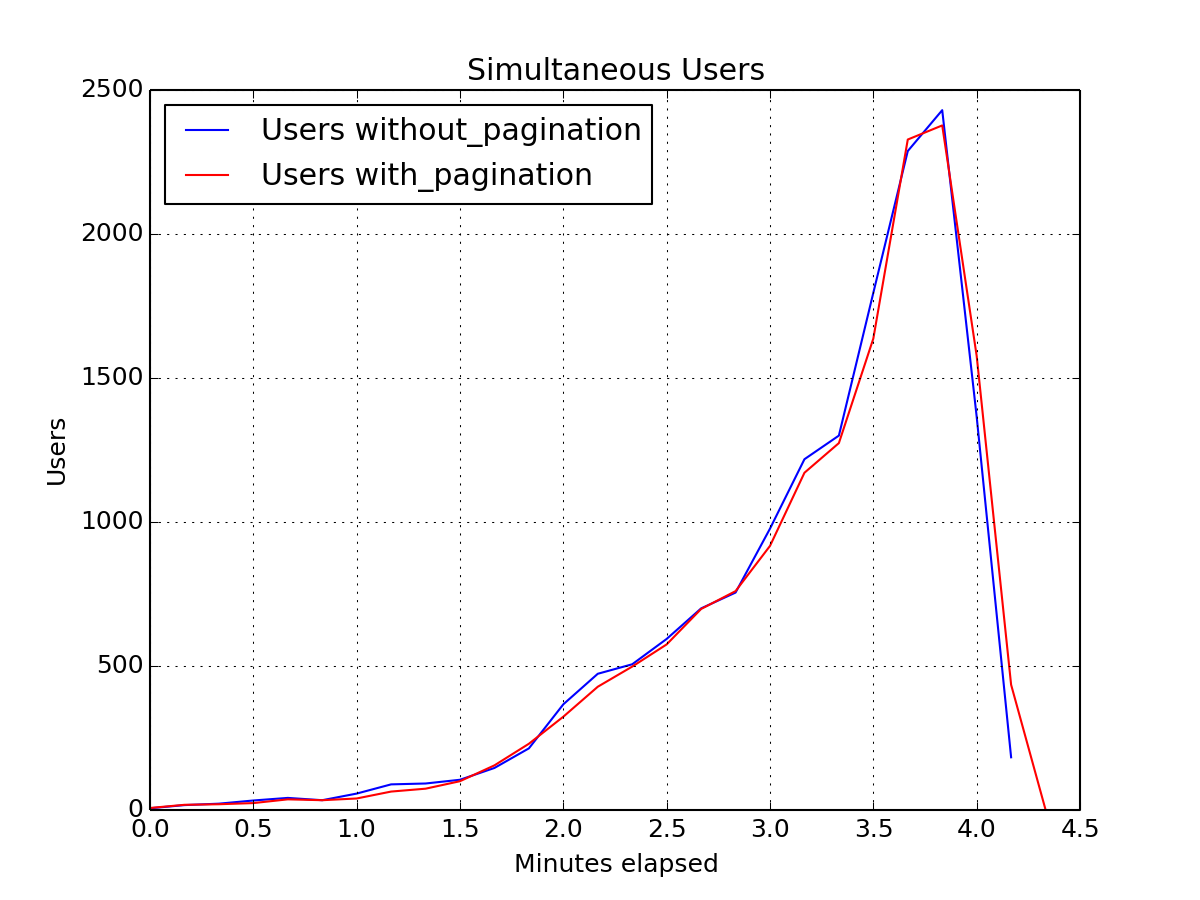 Simultaneous Users
2500
Users without_pagination
Users with_pagination
2000
1500
Users
1000
500
0
0.0 0.5 1.0 1.5 2.0 2.5 3.0 3.5 4.0 4.5
Minutes elapsed